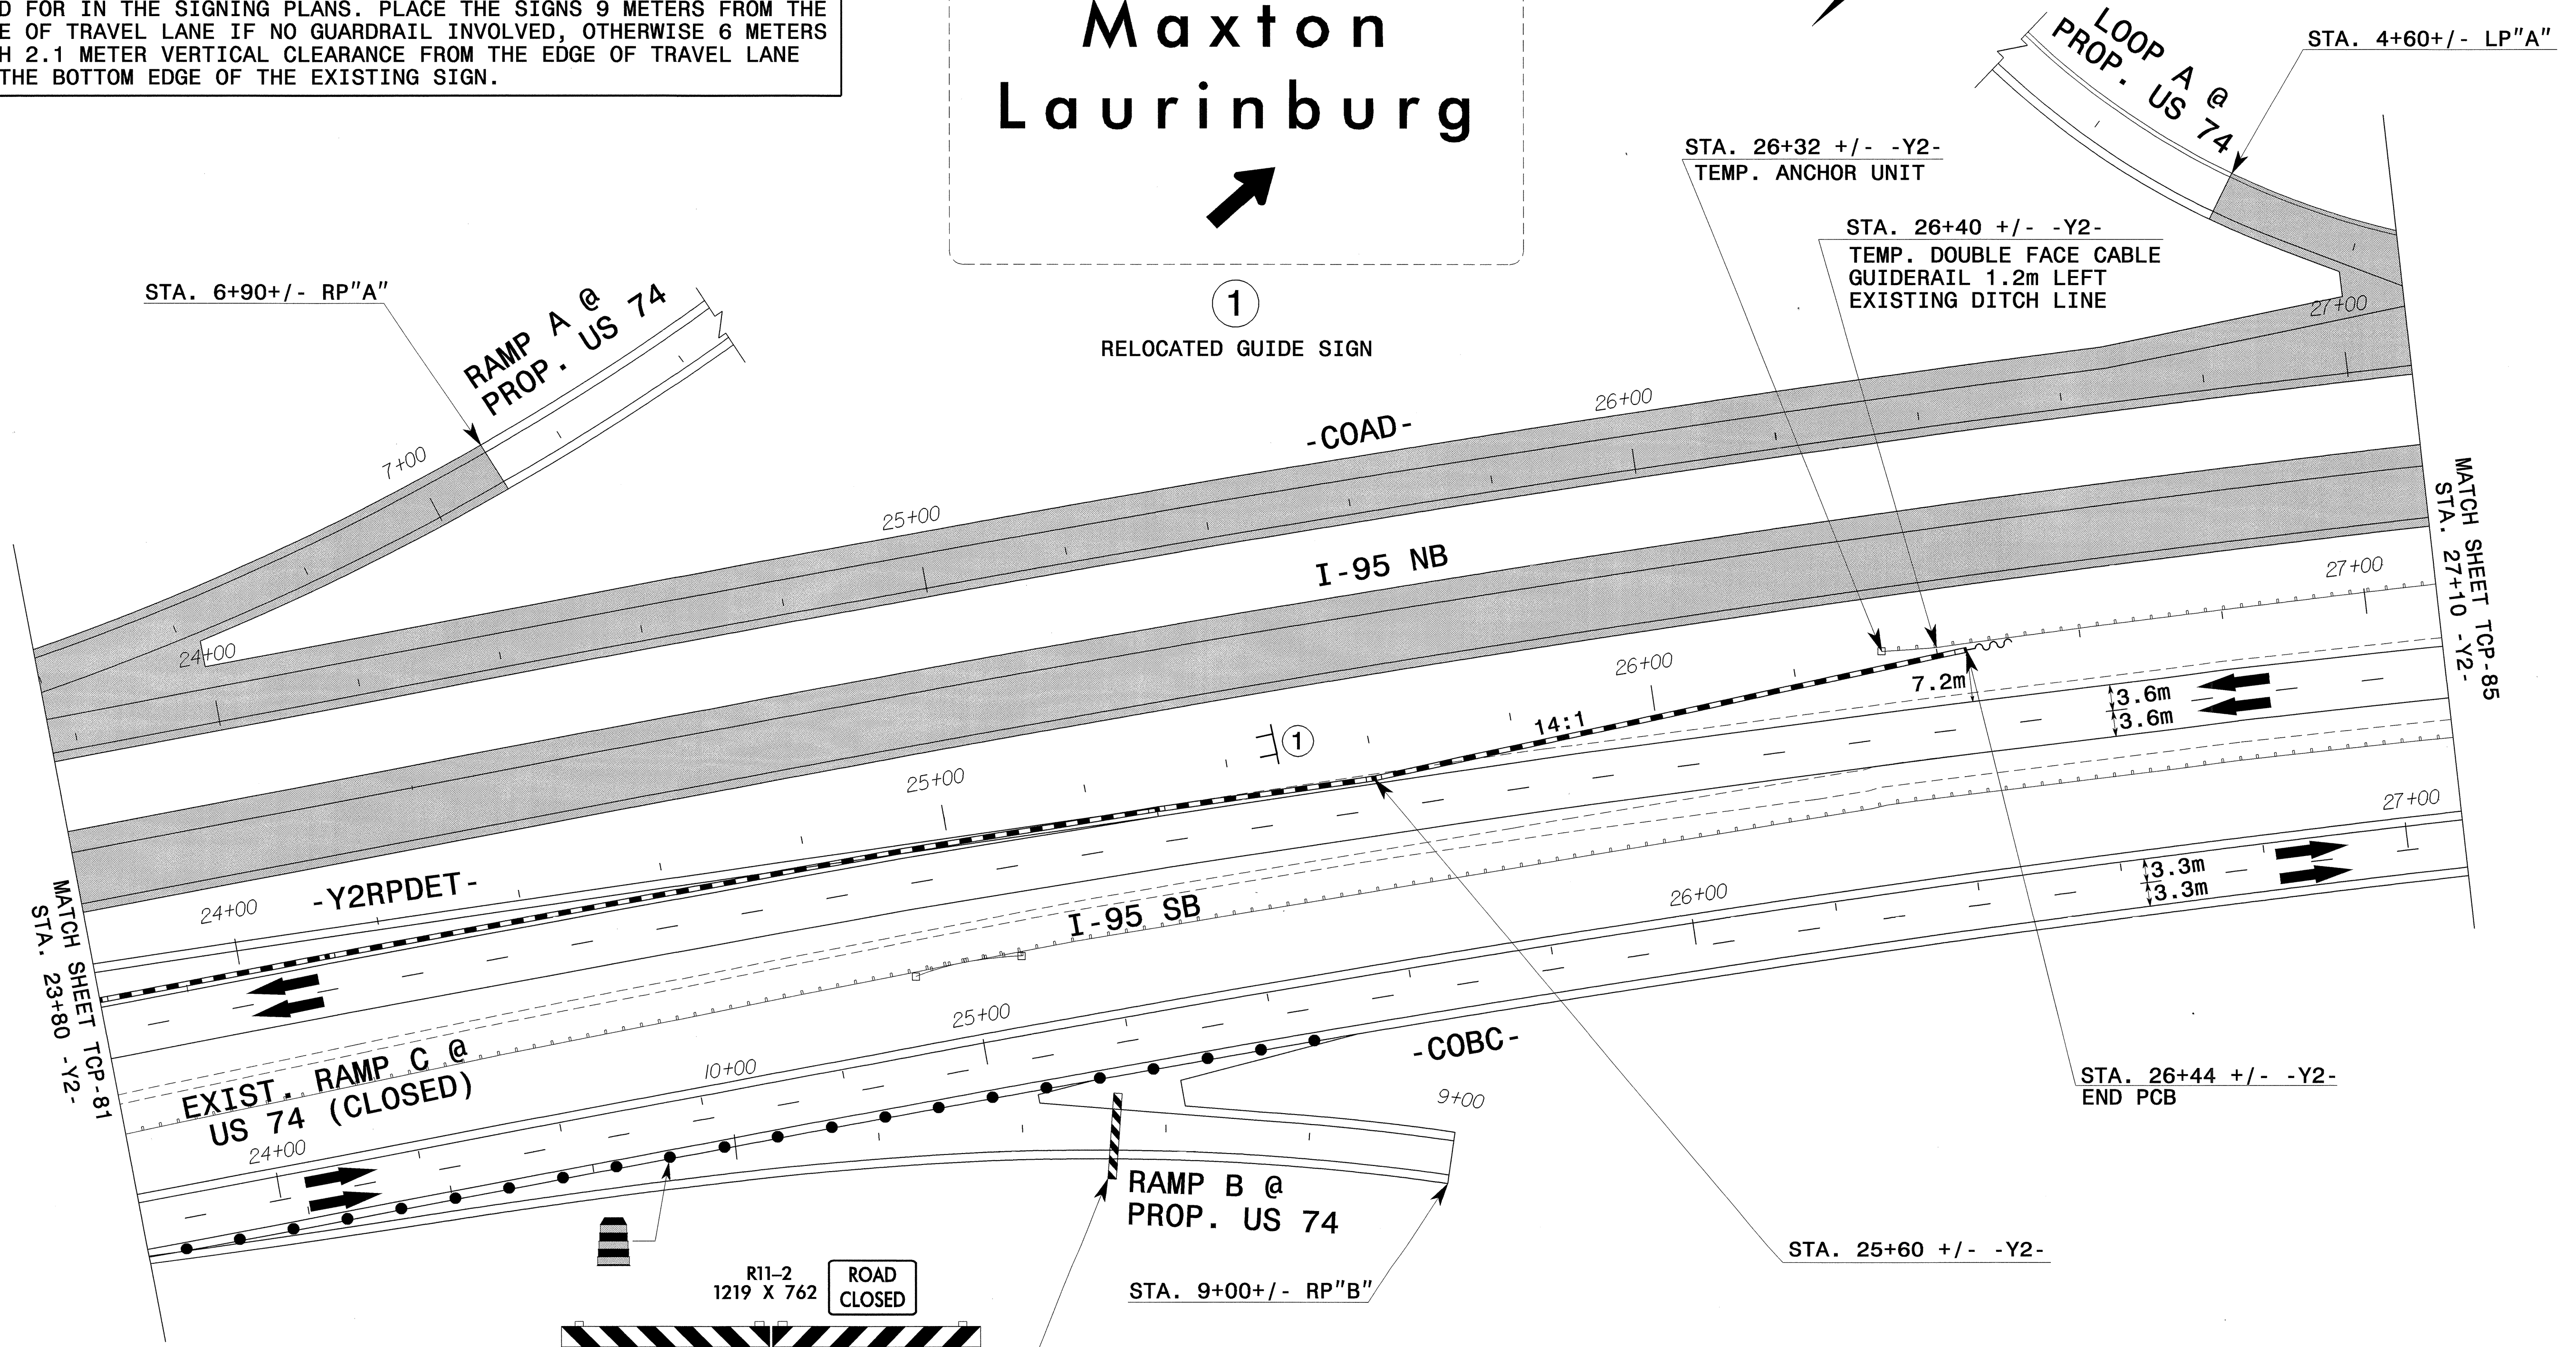 D FOR IN THE SIGNING PLANS. PLACE THE SIGNS 9 METERS FROM THE
E OF TRAVEL LANE IF NO GUARDRAIL INVOLVED, OTHERWISE 6 METERS
H 2.1 METER VERTICAL CLEARANCE FROM THE EDGE OF TRAVEL LANE
THE BOTTOM EDGE OF THE EXISTING SIGN.
Maxton
Laurinburg
1
RELOCATED GUIDE SIGN
LOOP A @
PROP. US 74
STA. 4+60+/- LP"A"
STA. 26+32 +/- -Y2-
TEMP. ANCHOR UNIT
STA. 26+40 +/- -Y2-
TEMP. DOUBLE FACE CABLE
GUIDERAIL 1.2m LEFT
EXISTING DITCH LINE
STA. 6+90+/- RP"A"
RAMP A @
PROP. US 74
7+00
24+00
25+00
-COAD-
26+00
27+00
I-95 NB
MATCH SHEET TCP-85
STA. 27+10 -Y2-
24+00
-Y2RPDET-
25+00
1
26+00
14:1
7.2m
27+00
3.6m
3.6m
I-95 SB
MATCH SHEET TCP-81
STA. 23+80 -Y2-
EXIST. RAMP C @
US 74 (CLOSED)
24+00
10+00
25+00
26+00
27+00
3.3m
3.3m
-COBC-
9+00
STA. 26+44 +/- -Y2-
END PCB
RAMP B @
PROP. US 74
STA. 25+60 +/- -Y2-
STA. 9+00+/- RP"B"
R11–2
1219 X 762
ROAD
CLOSED